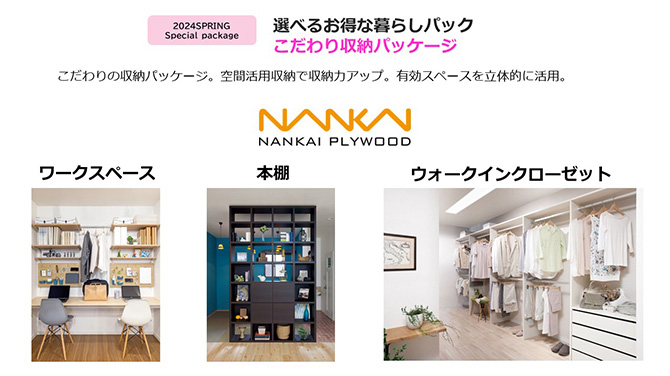 2024SPRING
Special package
選べるお得な暮らしパック
こだわり収納パッケージ
こだわりの収納パッケージ。空間活用収納で収納力アップ。有効スペースを立体的に活用。
NANKAI
NANKAI PLYWOOD
ワークスペース
本棚
ウォークインクローゼット